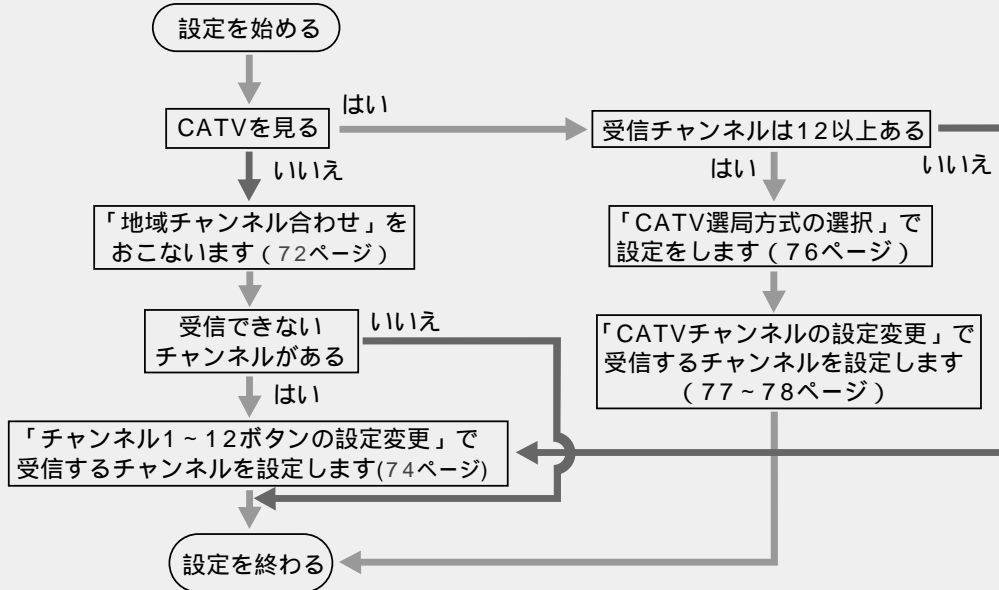 設定を始める
CATVを見る
はい
受信チャンネルは12以上ある
いいえ
はい
いいえ
「地域チャンネル合わせ」を
おこないます(72ページ)
「CATV選局方式の選択」で
設定をします(76ページ)
受信できない
チャンネルがある
いいえ
はい
「CATVチャンネルの設定変更」で
受信するチャンネルを設定します
(77~78ページ)
「チャンネル1~12ボタンの設定変更」で
受信するチャンネルを設定します(74ページ)
設定を終わる